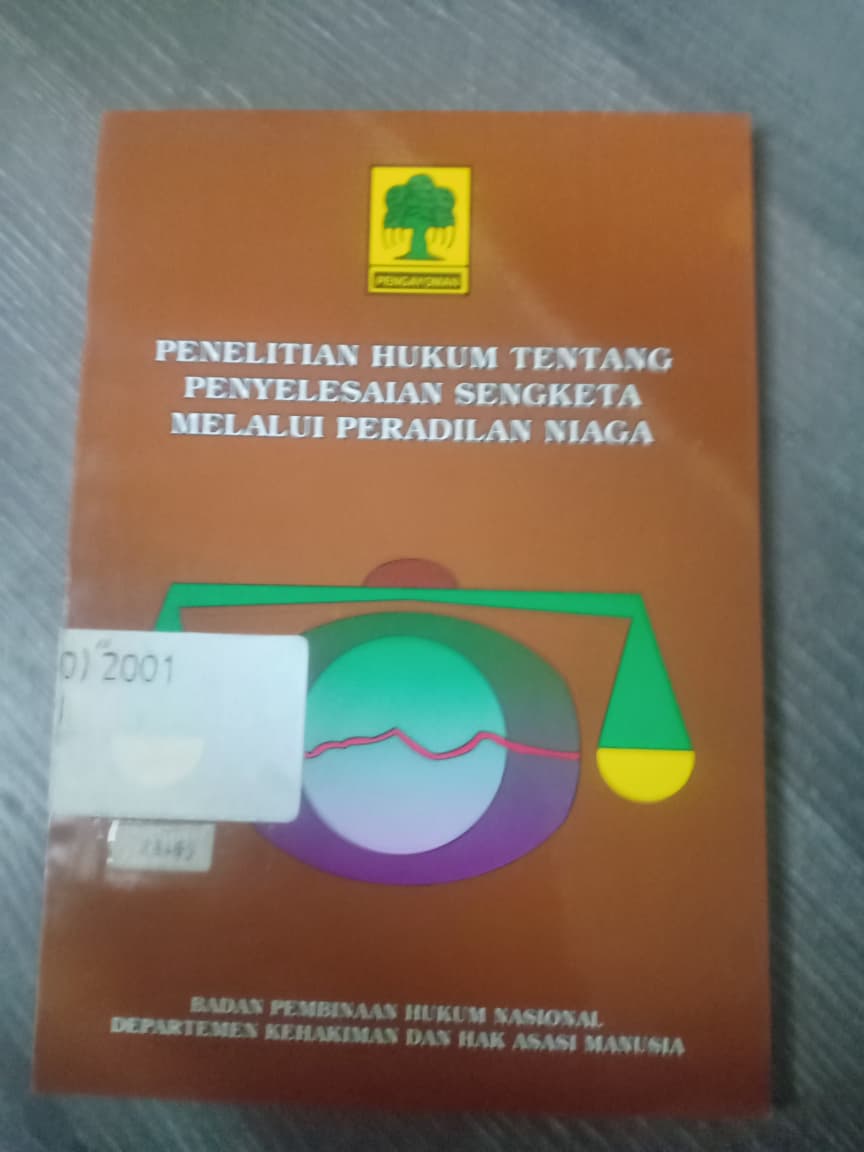 PENGAYOMAN
PENELITIAN HUKUM TENTANG
PENYELESAIAN SENGKETA
MELALUI PERADILAN NIAGA
0) 2001
)
BADAN PEMBINAAN HUKUM NASIONAL
DEPARTEMEN KEHAKIMAN DAN HAK ASASI MANUSIA